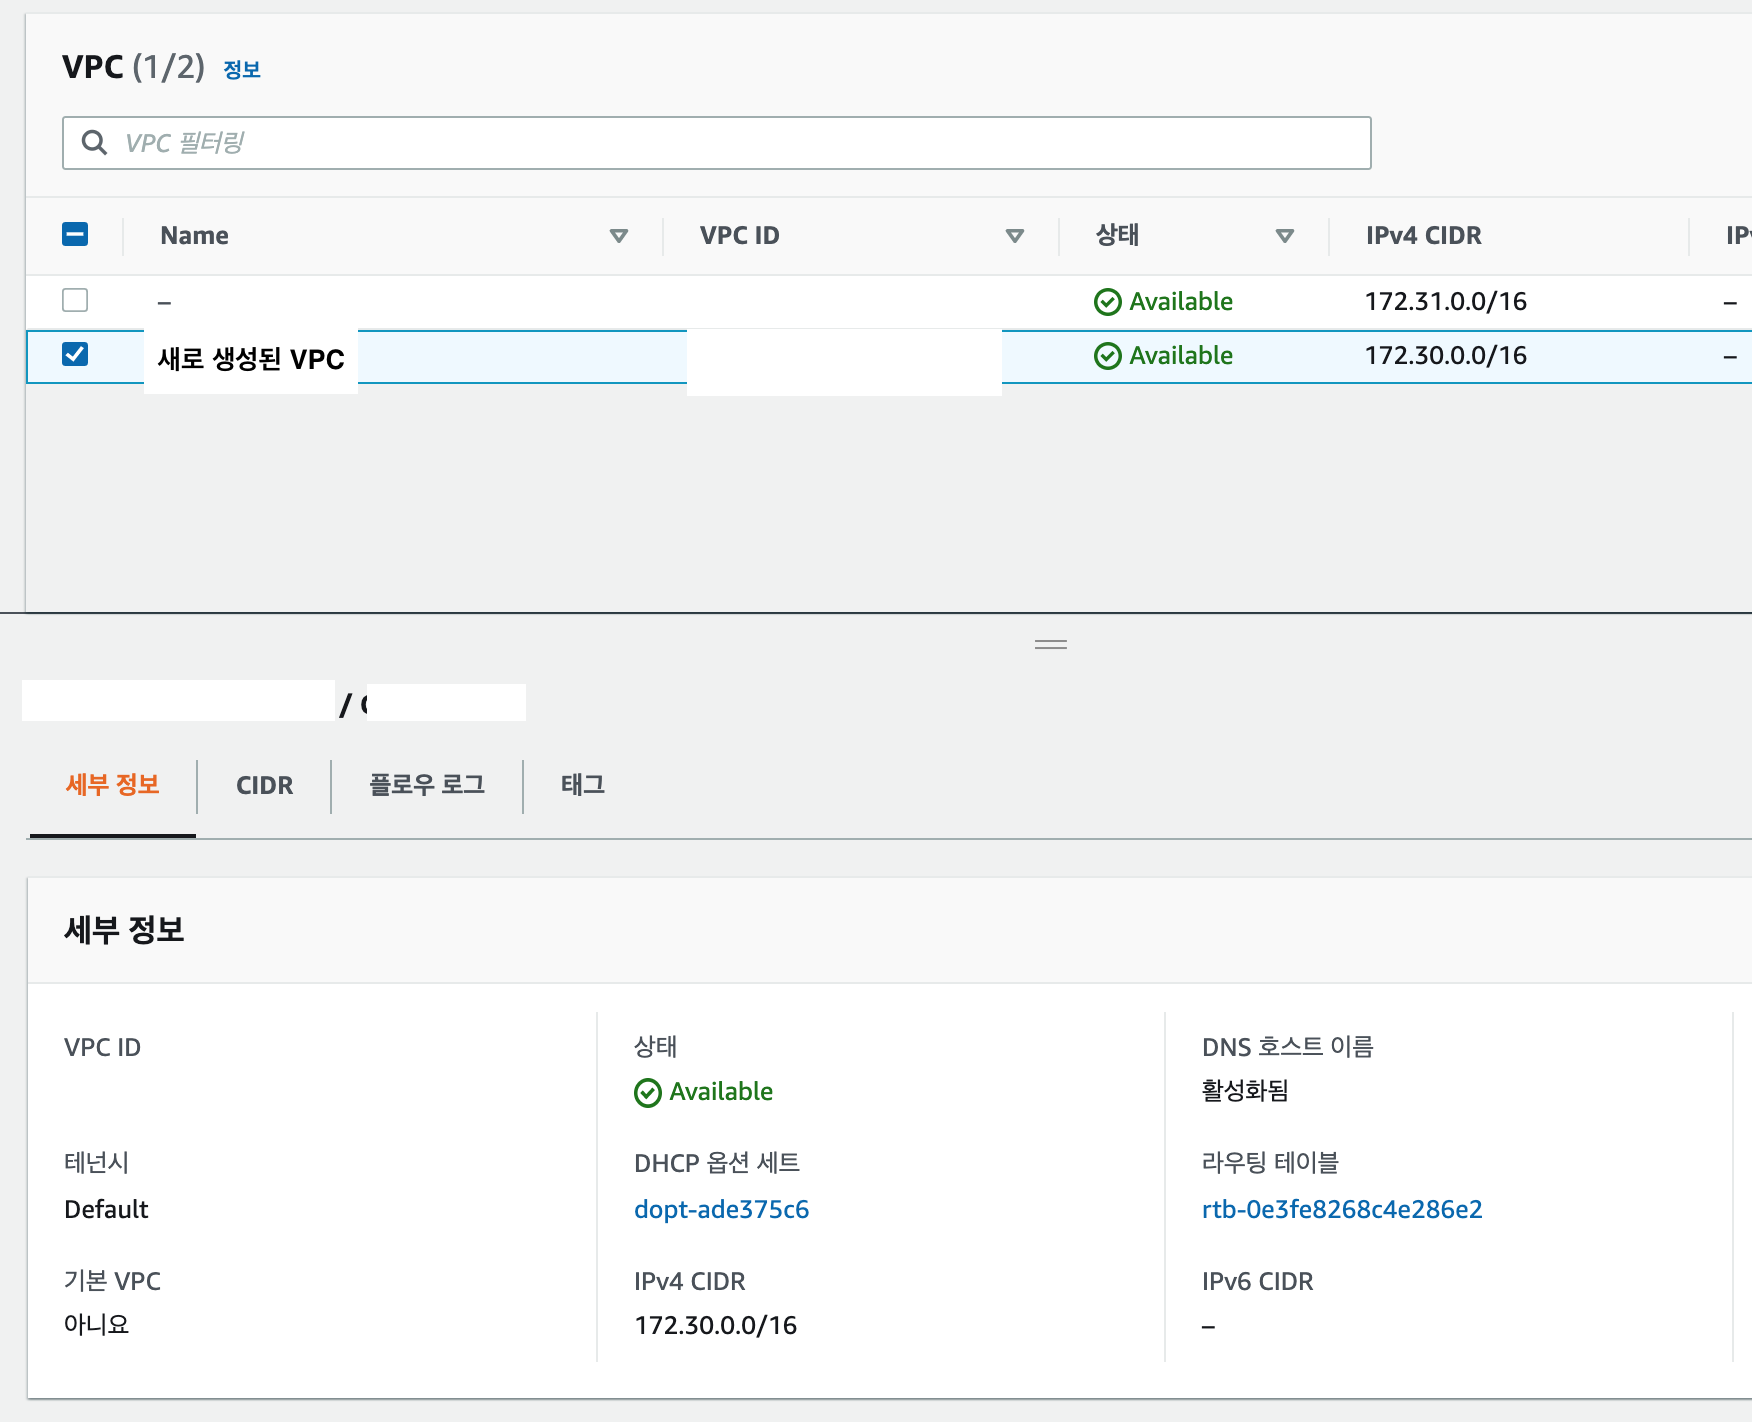 VPC (1/2) 정보
VPC 필터링
Name VPC ID 상태 IPv4 CIDR
– Available 172.31.0.0/16 –
새로 생성된 VPC Available 172.30.0.0/16 –
/
세부 정보 CIDR 플로우 로그 태그
세부 정보
VPC ID 상태 DNS 호스트 이름
Available 활성화됨
테넌시 DHCP 옵션 세트 라우팅 테이블
Default dopt-ade375c6 rtb-0e3fe8268c4e286e2
기본 VPC IPv4 CIDR IPv6 CIDR
아니요 172.30.0.0/16 –